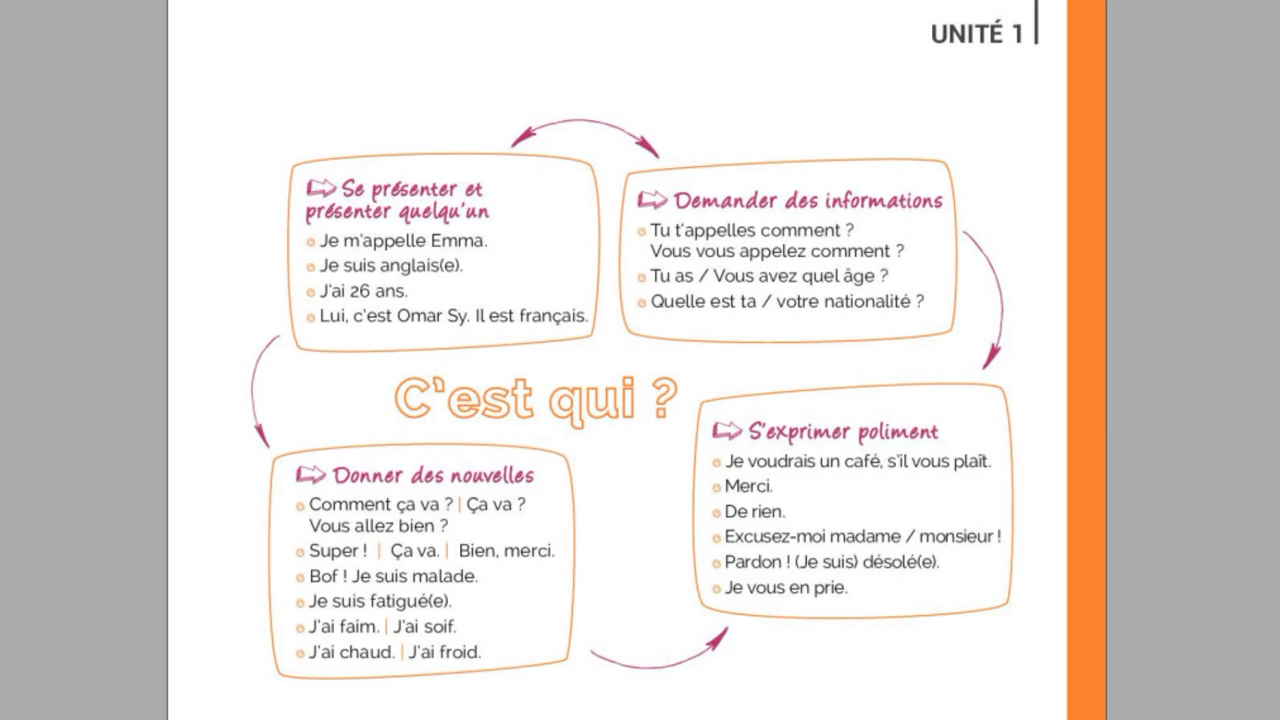 UNITÉ 1
Se présenter et
présenter quelqu'un
Je m'appelle Emma.
Je suis anglais(e).
J'ai 26 ans.
Lui, c'est Omar Sy. Il est français.
Demander des informations
Tu t'appelles comment ?
Vous vous appelez comment ?
Tu as / Vous avez quel âge ?
Quelle est ta / votre nationalité ?
C'est qui ?
Donner des nouvelles
Comment ça va ? | Ça va ?
Vous allez bien ?
Super ! | Ça va. | Bien, merci.
Bof ! Je suis malade.
Je suis fatigué(e).
J'ai faim. | J'ai soif.
J'ai chaud. | J'ai froid.
S'exprimer poliment
Je voudrais un café, s'il vous plaît.
Merci.
De rien.
Excusez-moi madame / monsieur !
Pardon ! (Je suis) désolé(e).
Je vous en prie.